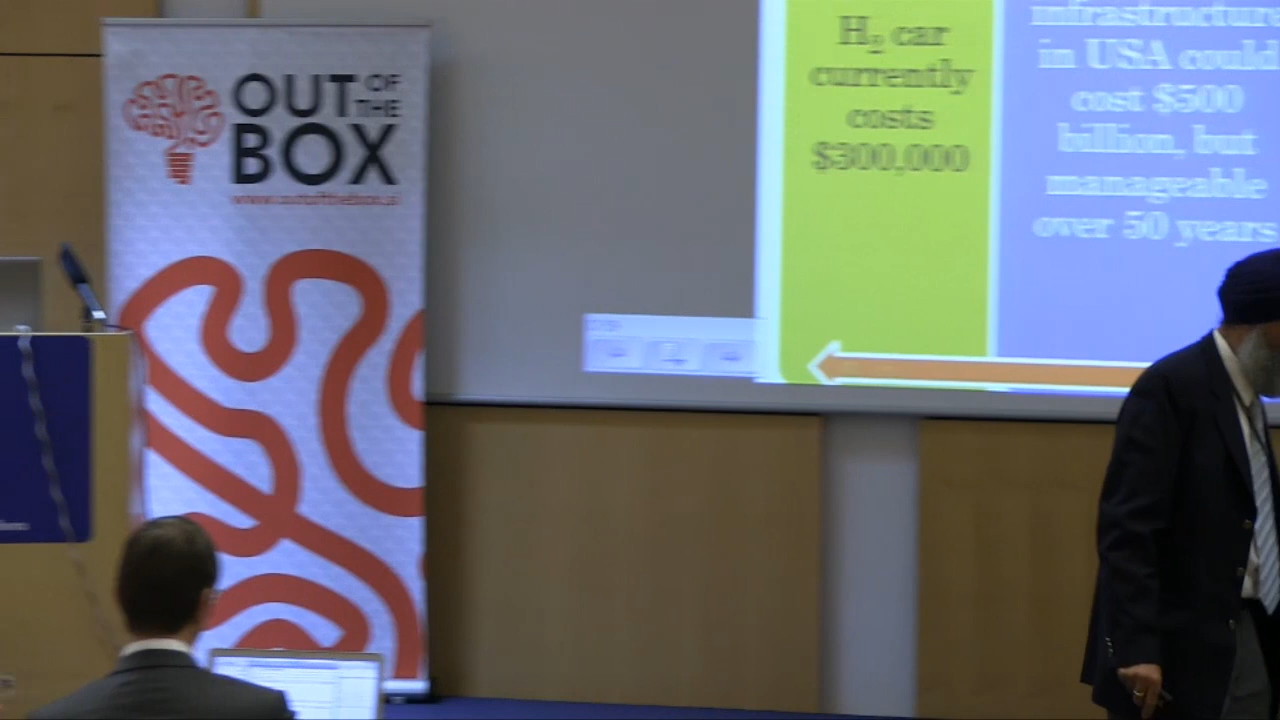 OUT OF
THE
BOX
H₂ car
currently
costs
$300,000
infrastructure
in USA could
cost $500
billion, but
manageable
over 50 years